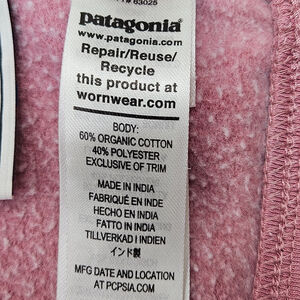 63025
patagonia®
www.patagonia.com
Repair/Reuse/
Recycle
this product at
wornwear.com
BODY:
60% ORGANIC COTTON
40% POLYESTER
EXCLUSIVE OF TRIM
MADE IN INDIA
FABRIQUÉ EN INDE
HECHO EN INDIA
FATTO IN INDIA
TILLVERKAD I INDIEN
インド製
MFG DATE AND LOCATION
AT PCPSIA.COM